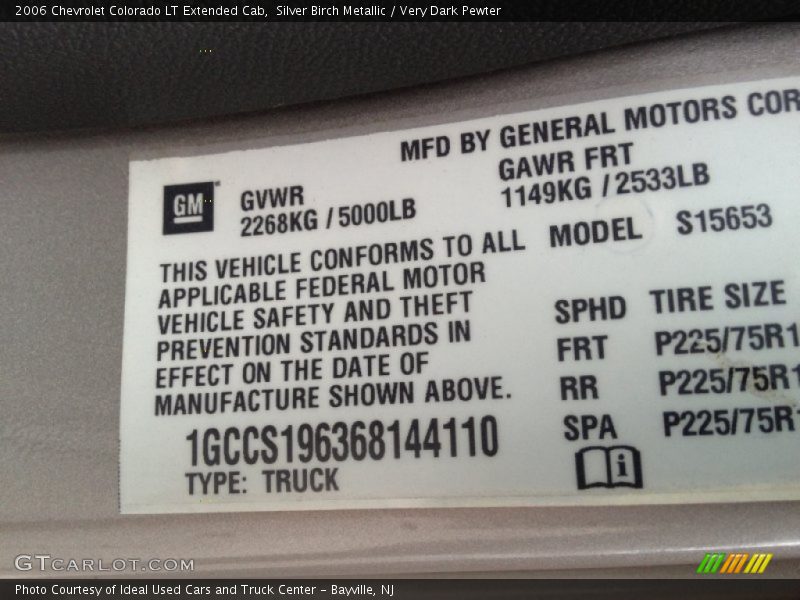 2006 Chevrolet Colorado LT Extended Cab,  Silver Birch Metallic / Very Dark Pewter
MFD BY GENERAL MOTORS COR
GM
GVWR
2268KG / 5000LB
GAWR FRT
1149KG / 2533LB
THIS VEHICLE CONFORMS TO ALL
APPLICABLE FEDERAL MOTOR
VEHICLE SAFETY AND THEFT
PREVENTION STANDARDS IN
EFFECT ON THE DATE OF
MANUFACTURE SHOWN ABOVE.
1GCCS196368144110
TYPE: TRUCK
MODEL S15653
SPHD TIRE SIZE
FRT P225/75R1
RR P225/75R1
SPA P225/75R1
i
GTCARLOT.COM
Photo Courtesy of Ideal Used Cars and Truck Center – Bayville, NJ